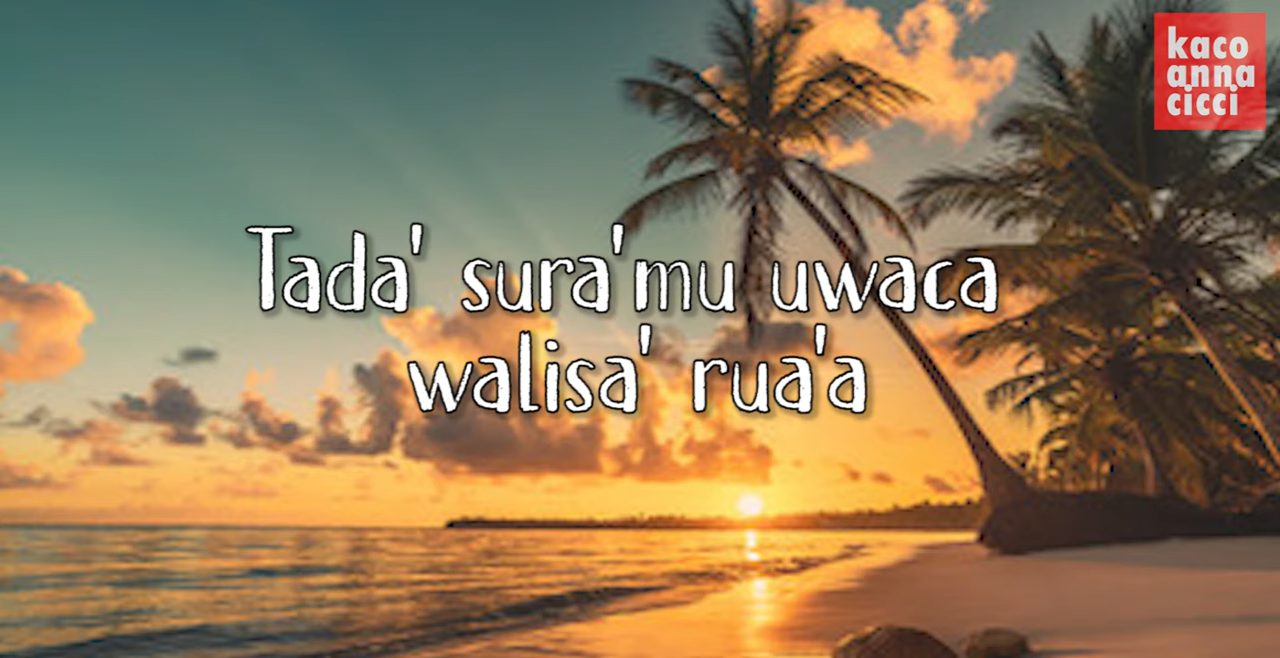 kaco
anna
cicci
Tada' sura'mu uwaca
walisa' rua'a